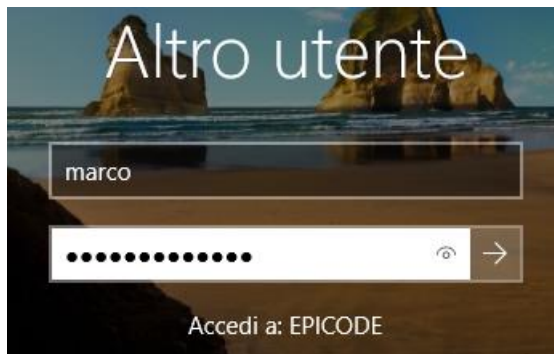 Altro utente
marco
•••••••••••••
Accedi a: EPICODE